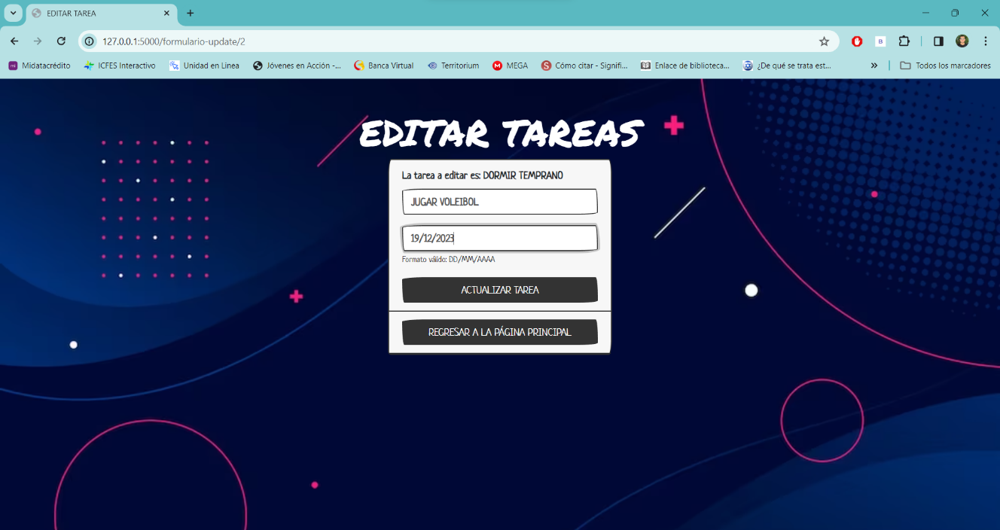 EDITAR TAREA
127.0.0.1:5000/formulario-update/2
B
mi Midatacrédito ICFES Interactivo Unidad en Linea Jóvenes en Acción -... Banca Virtual Territorium M MEGA S Cómo citar - Signifi... Enlace de biblioteca... ¿De qué se trata est... » Todos los marcadores
EDITAR TAREAS
La tarea a editar es: DORMIR TEMPRANO
JUGAR VOLEIBOL
19/12/2023
Formato válido: DD/MM/AAAA
ACTUALIZAR TAREA
REGRESAR A LA PÁGINA PRINCIPAL